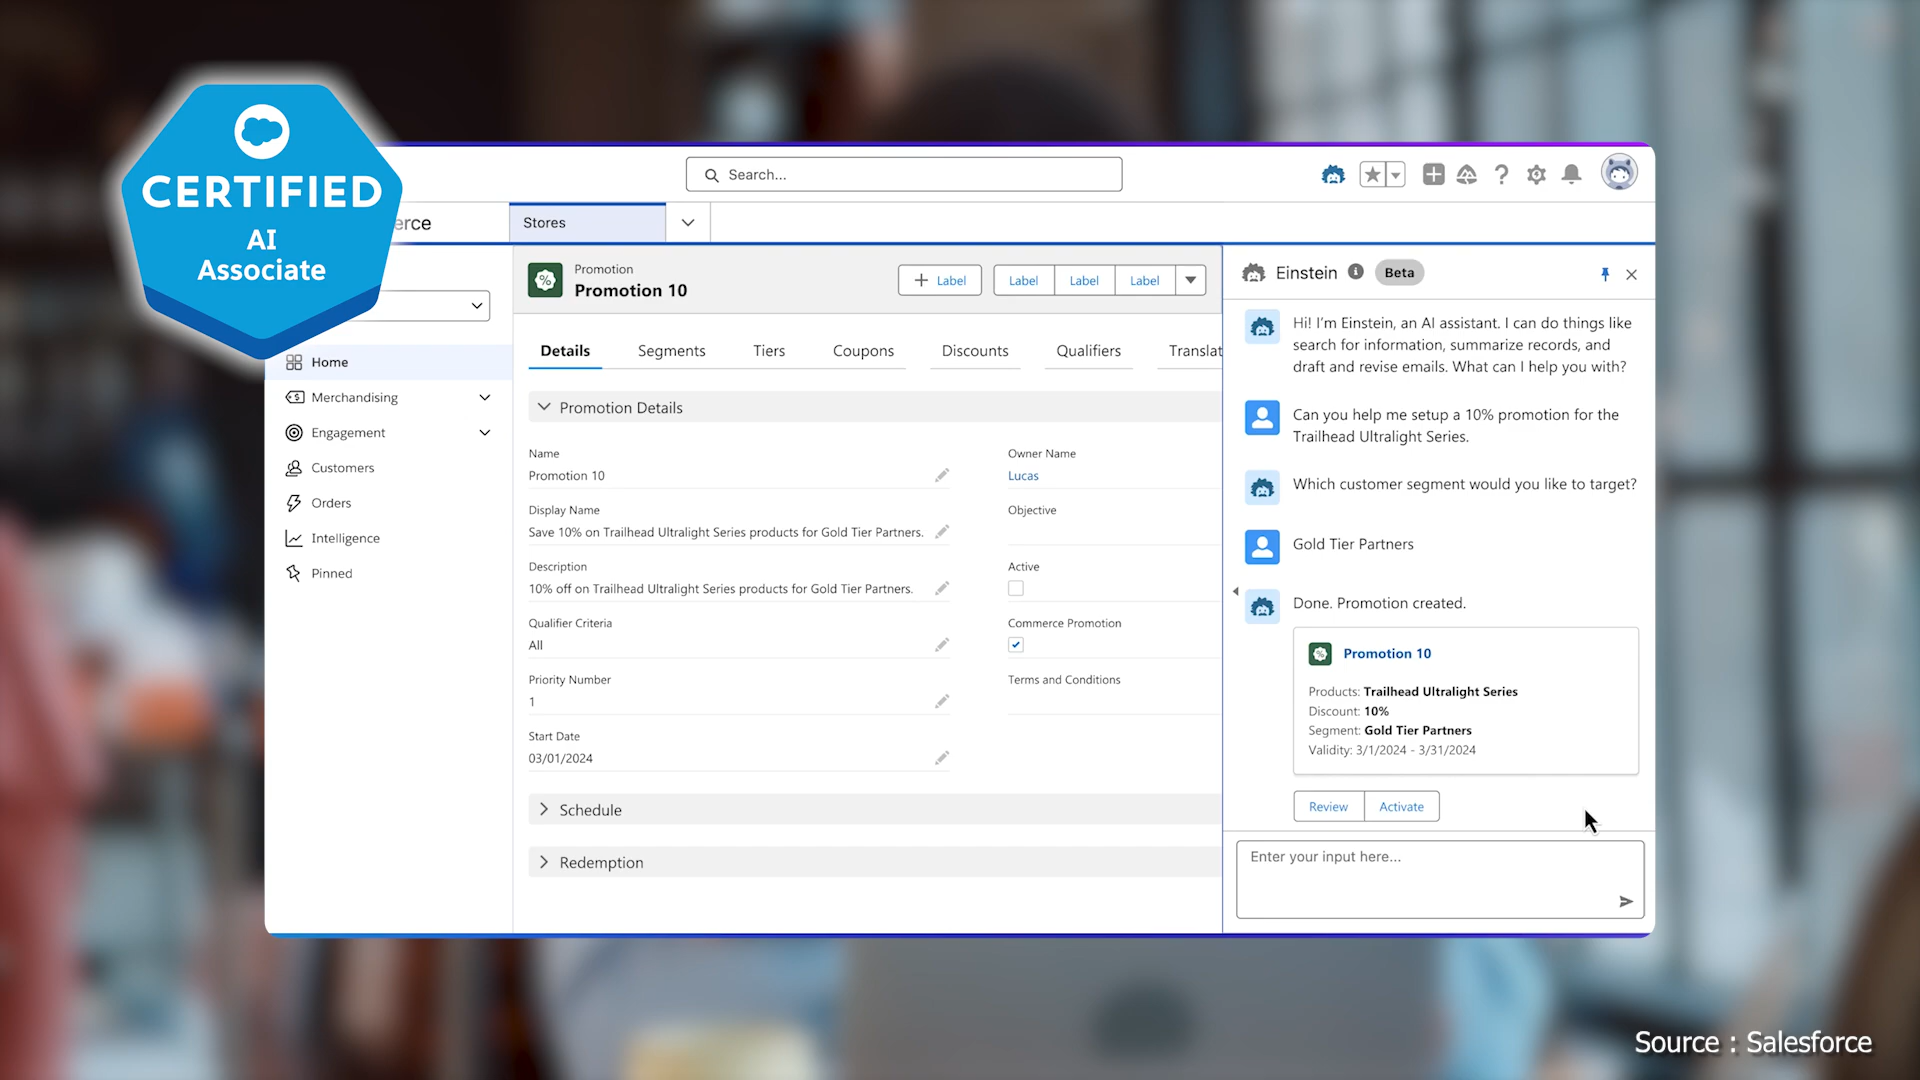 CERTIFIED
AI
Associate
Search...
erce
Stores
Home
Merchandising
Engagement
Customers
Orders
Intelligence
Pinned
Promotion
Promotion 10
Label
Label
Label
Label
Details
Segments
Tiers
Coupons
Discounts
Qualifiers
Translat
Promotion Details
Name
Promotion 10
Owner Name
Lucas
Display Name
Save 10% on Trailhead Ultralight Series products for Gold Tier Partners.
Objective
Description
10% off on Trailhead Ultralight Series products for Gold Tier Partners.
Active
Qualifier Criteria
All
Commerce Promotion
Priority Number
1
Terms and Conditions
Start Date
03/01/2024
Schedule
Redemption
Einstein
Beta
Hi! I'm Einstein, an AI assistant. I can do things like
search for information, summarize records, and
draft and revise emails. What can I help you with?
Can you help me setup a 10% promotion for the
Trailhead Ultralight Series.
Which customer segment would you like to target?
Gold Tier Partners
Done. Promotion created.
Promotion 10
Products: Trailhead Ultralight Series
Discount: 10%
Segment: Gold Tier Partners
Validity: 3/1/2024 - 3/31/2024
Review
Activate
Enter your input here...
Source : Salesforce